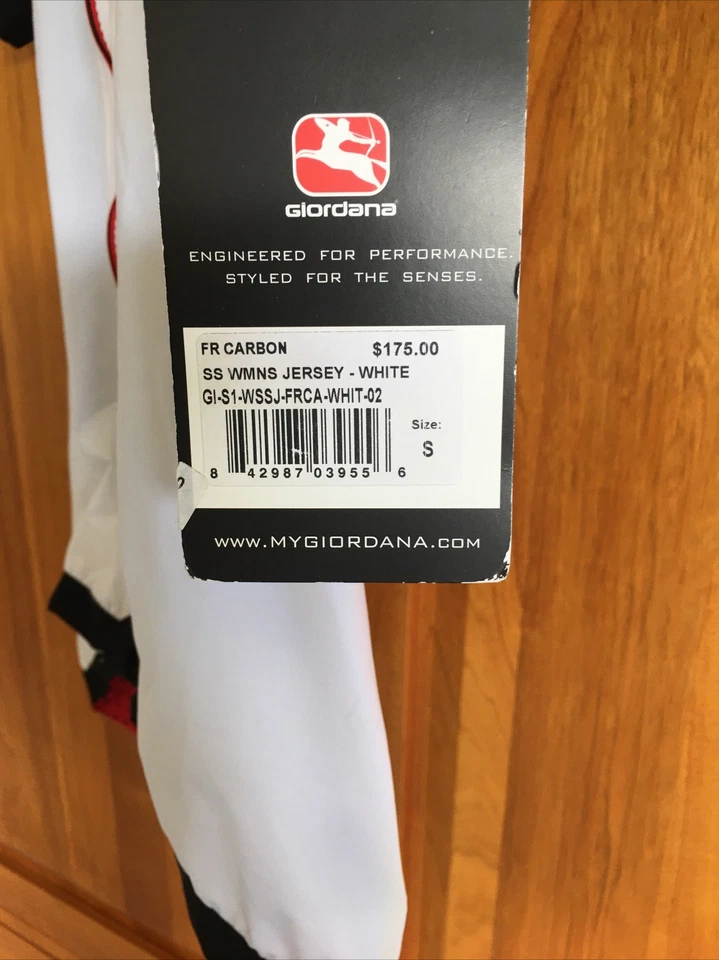 GIORDANA
ENGINEERED FOR PERFORMANCE.
STYLED FOR THE SENSES.
FR CARBON $175.00
SS WMNS JERSEY - WHITE
GI-S1-WSSJ-FRCA-WHIT-02
Size:
S
8 42987 03955 6
WWW.MYGIORDANA.COM